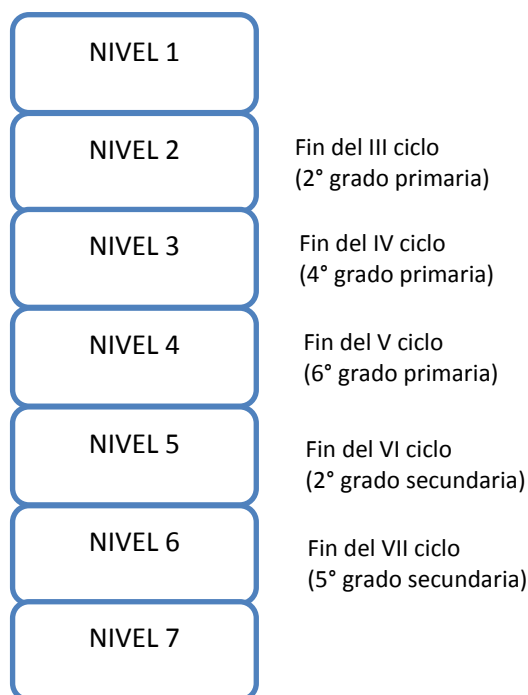 NIVEL 1
NIVEL 2
Fin del III ciclo
(2° grado primaria)
NIVEL 3
Fin del IV ciclo
(4° grado primaria)
NIVEL 4
Fin del V ciclo
(6° grado primaria)
NIVEL 5
Fin del VI ciclo
(2° grado secundaria)
NIVEL 6
Fin del VII ciclo
(5° grado secundaria)
NIVEL 7